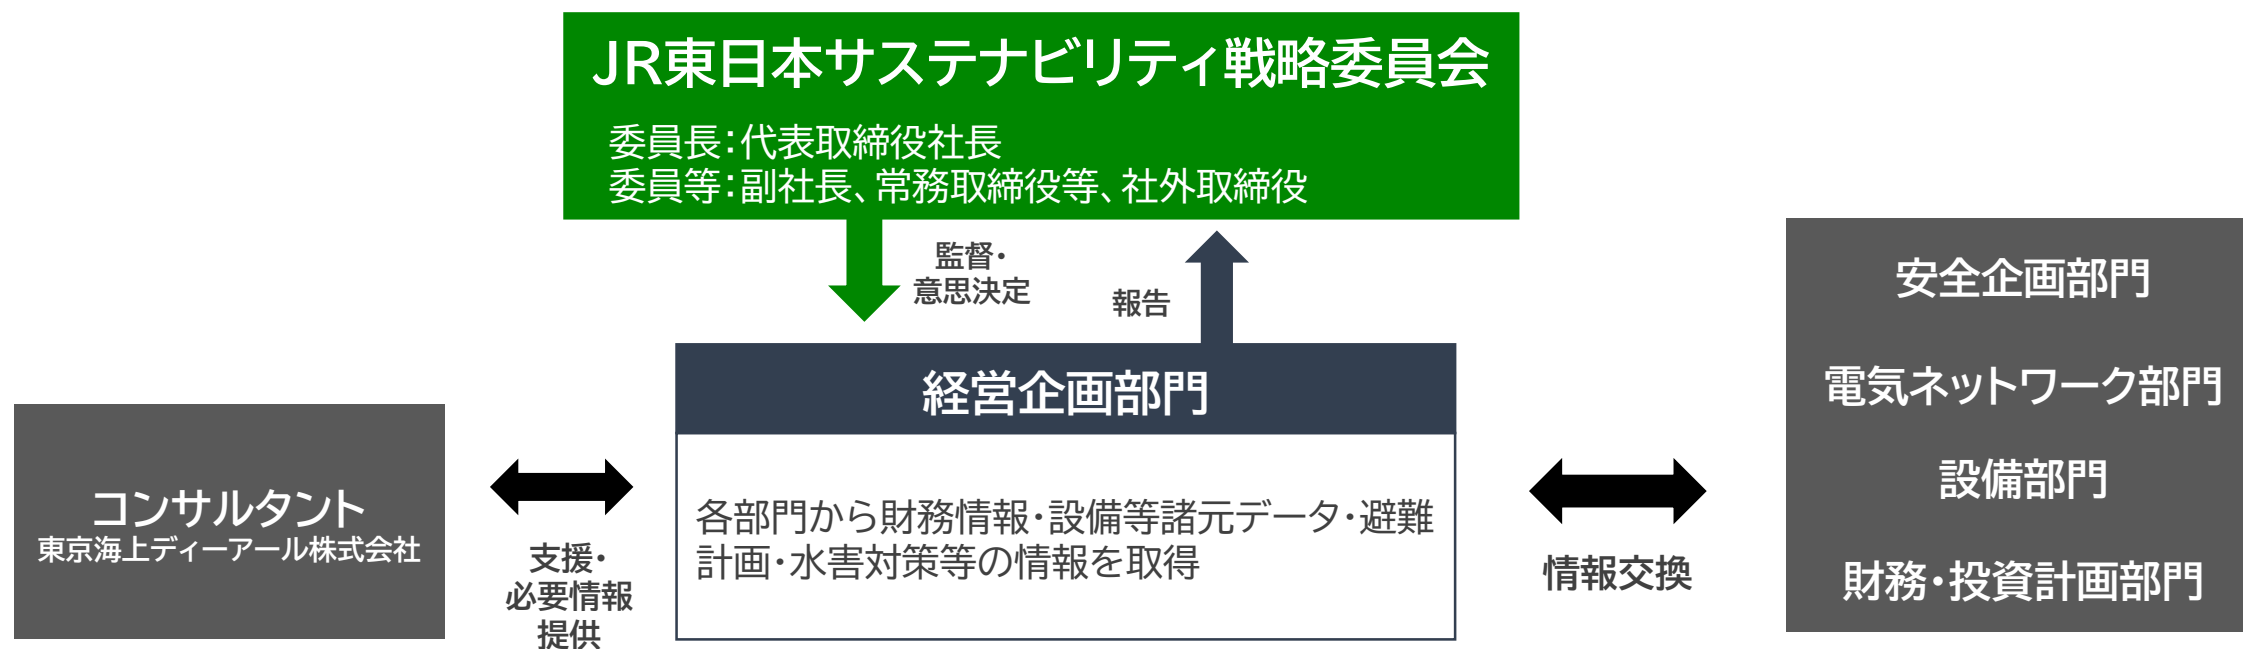 JR東日本サステナビリティ戦略委員会
委員長：代表取締役社長
委員等：副社長、常務取締役等、社外取締役
監督・
意思決定
報告
経営企画部門
各部門から財務情報・設備等諸元データ・避難
計画・水害対策等の情報を取得
コンサルタント
東京海上ディーアール株式会社
支援・
必要情報
提供
情報交換
安全企画部門
電気ネットワーク部門
設備部門
財務・投資計画部門